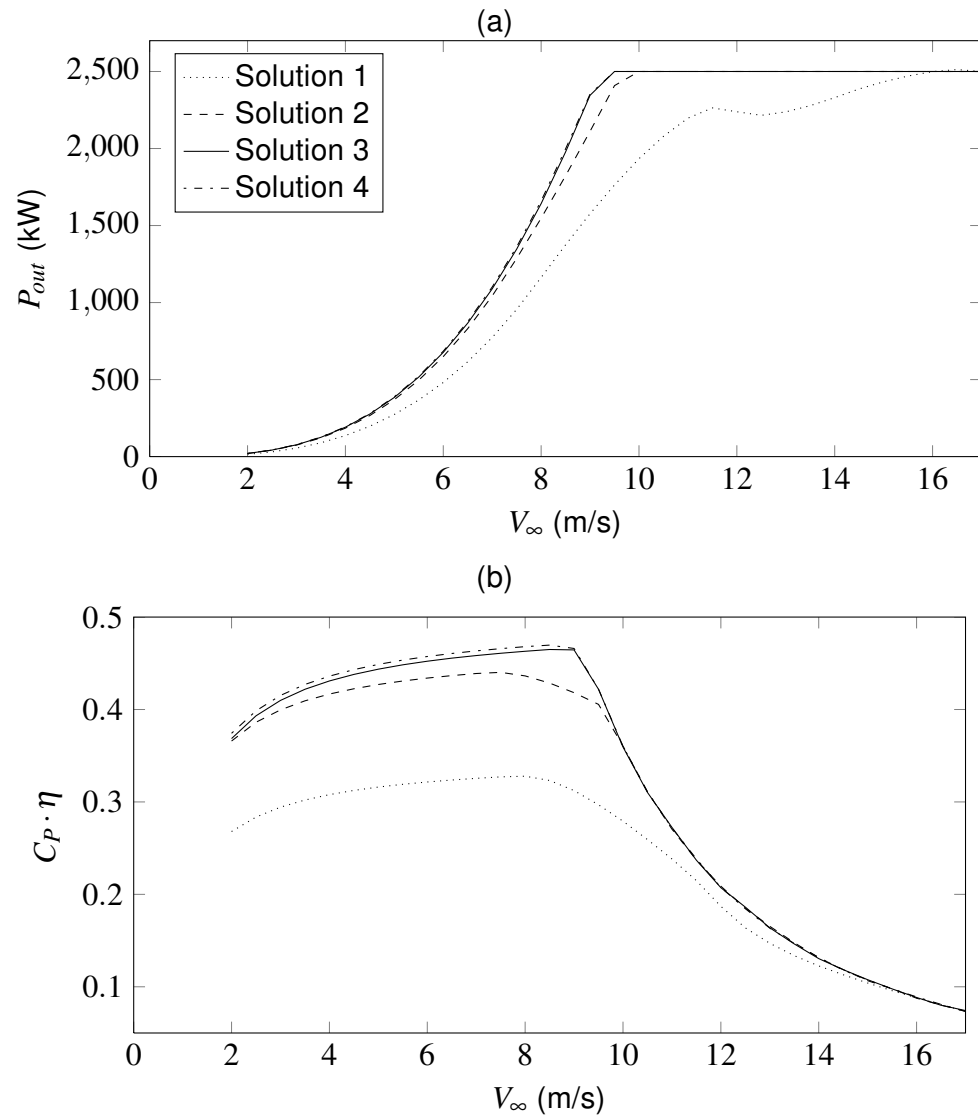 (a)
2,500
2,000
1,500
1,000
500
0
P_out (kW)
Solution 1
Solution 2
Solution 3
Solution 4
0 2 4 6 8 10 12 14 16
V_∞ (m/s)
(b)
0.5
0.4
0.3
0.2
0.1
C_P · η
0 2 4 6 8 10 12 14 16
V_∞ (m/s)